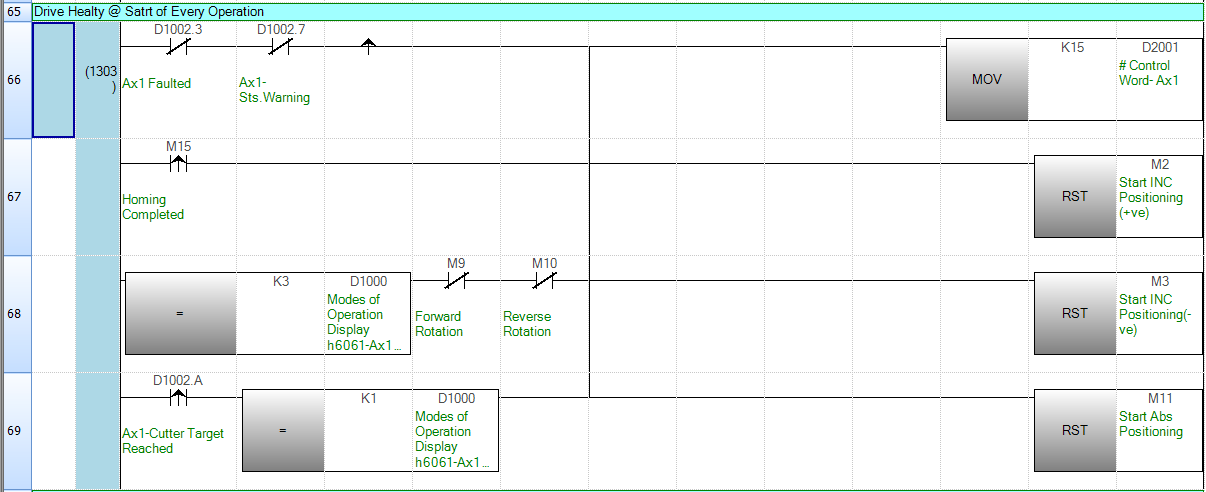 65 Drive Healty @ Satrt of Every Operation
D1002.3 D1002.7 K15 D2001
66 (1303 MOV # Control
) Ax1 Faulted Ax1- Word- Ax1
Sts.Warning
M15 M2
67 Homing RST Start INC
Completed Positioning
(+ve)
K3 D1000 M9 M10 M3
68 = Modes of Forward Reverse RST Start INC
Operation Rotation Rotation Positioning(-
Display ve)
h6061-Ax1...
D1002.A K1 D1000 M11
69 Ax1-Cutter Target = Modes of RST Start Abs
Reached Operation Positioning
Display
h6061-Ax1...